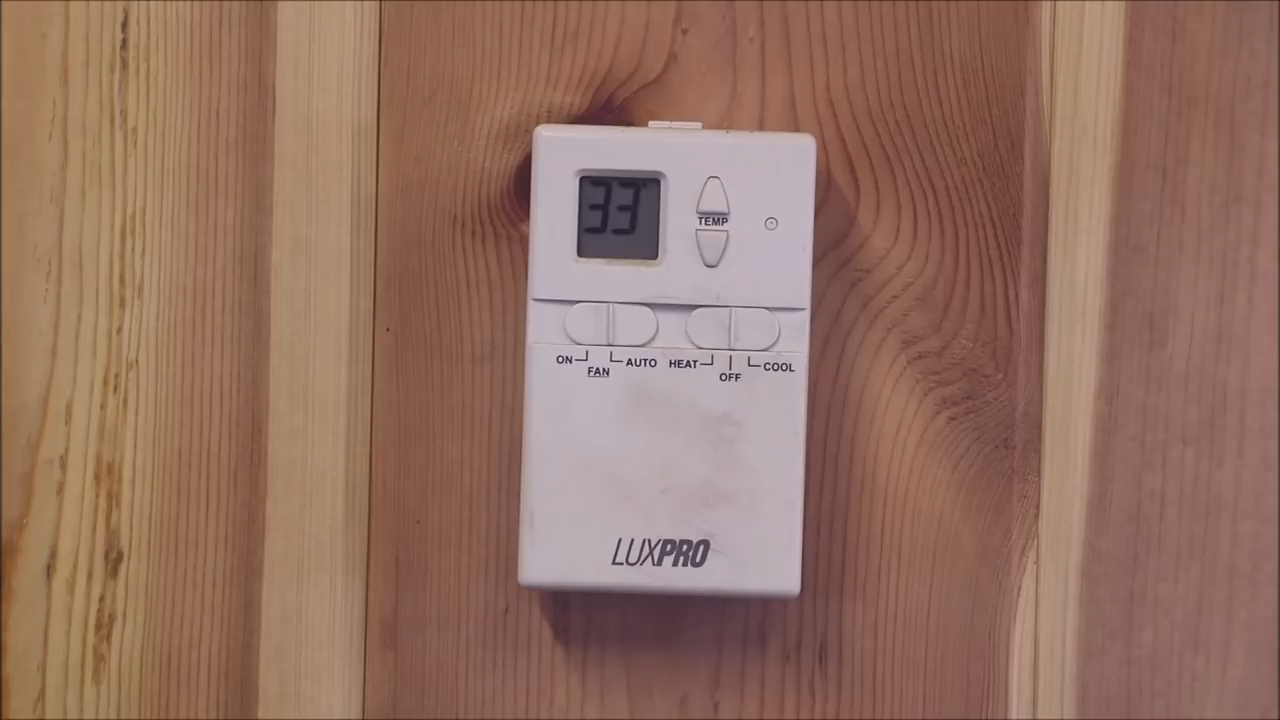 33°
TEMP
ON AUTO HEAT COOL
FAN OFF
LUXPRO